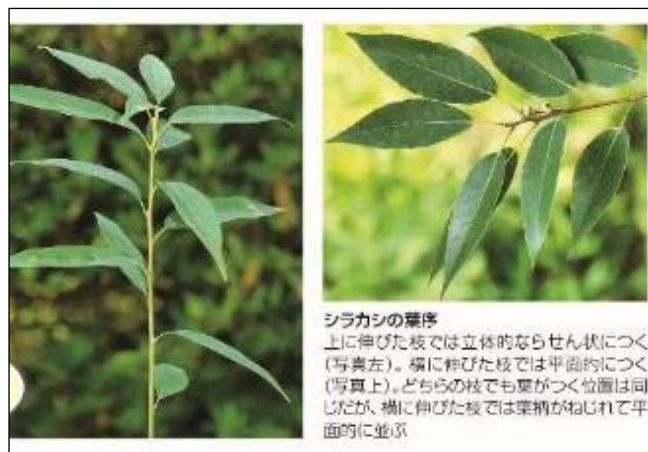 シラカシの葉序
上に伸びた枝では立体的ならせん状につく
(写真左)。横に伸びた枝では平面的につく
(写真上)。どちらの枝でも葉がつく位置は同
じだが、横に伸びた枝では葉柄がねじれて平
面的に並ぶ